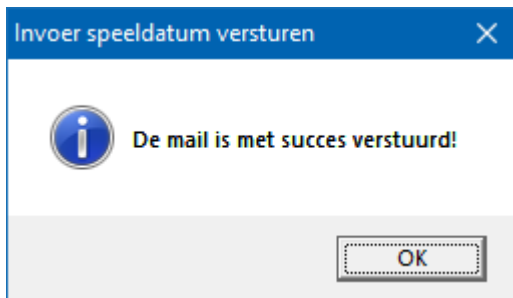 Invoer speeldatum versturen
De mail is met succes verstuurd!
OK